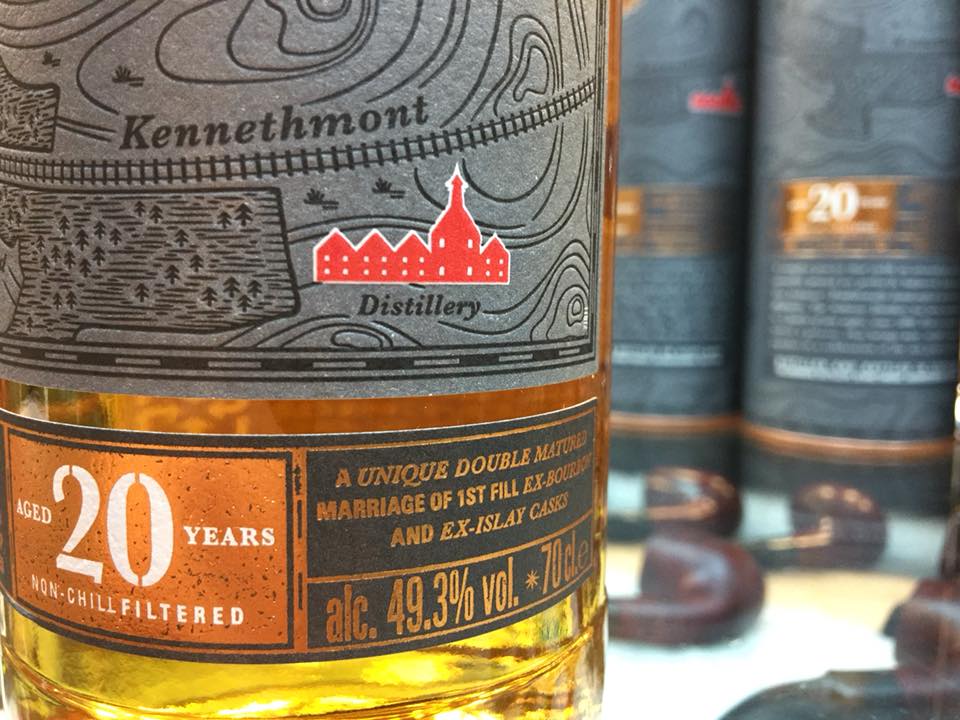 Kennethmont
Distillery
AGED 20 YEARS
NON-CHILL FILTERED
A UNIQUE DOUBLE MATURED
MARRIAGE OF 1ST FILL EX-BOURBON
AND EX-ISLAY CASKS
alc. 49.3% vol. * 70cl.e
20